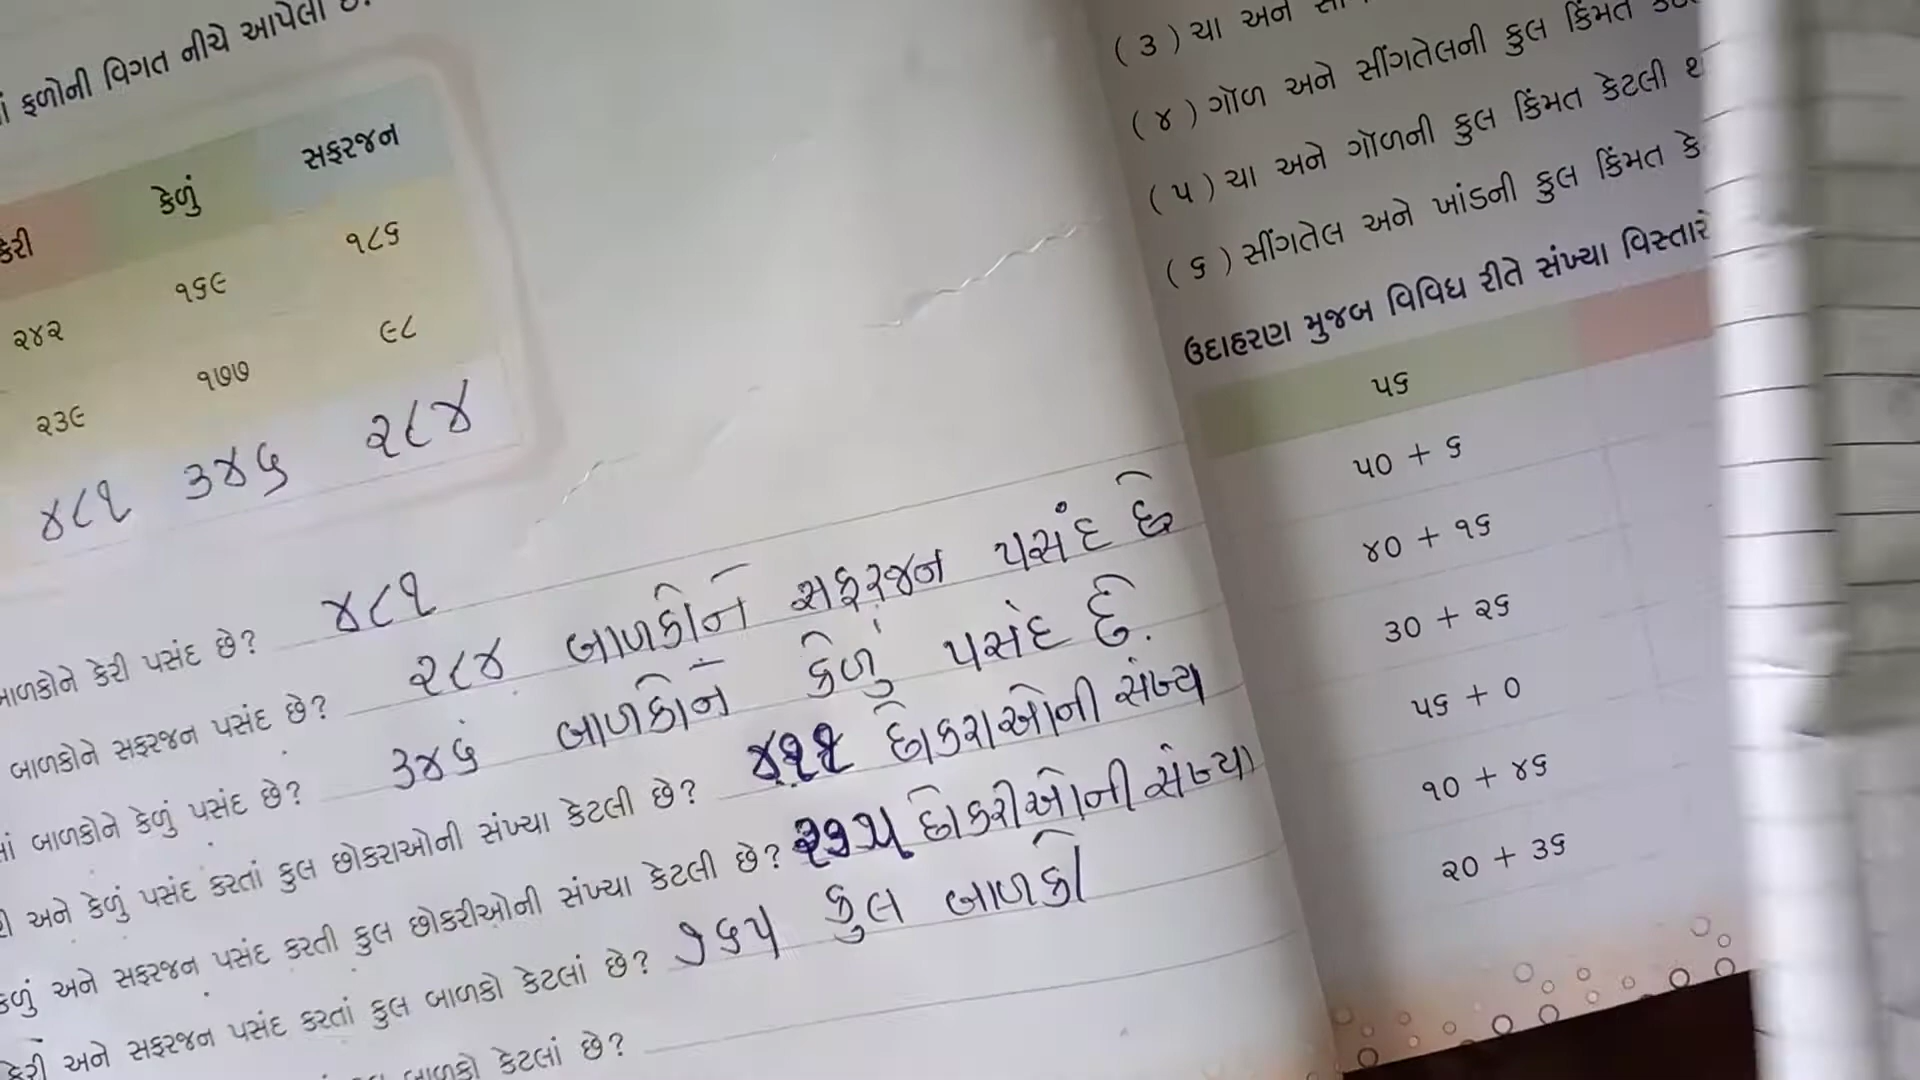 ફળોની વિગત નીચે આપેલી છે.
કેરી કેળું સફરજન
૨૪૨ ૧૬૯ ૧૮૬
૨૩૯ ૧૭૭ ૯૮
૪૮૧ ૩૪૬ ૨૮૪
બાળકોને કેરી પસંદ છે? ૪૮૧
બાળકોને સફરજન પસંદ છે? ૨૮૪ બાળકોને સફરજન પસંદ છે
બાળકોને કેળું પસંદ છે? ૩૪૬ બાળકોને કેળું પસંદ છે.
અને કેળું પસંદ કરતાં કુલ છોકરાઓની સંખ્યા કેટલી છે? ૪૧૧ છોકરાઓની સંખ્ય
કેળું અને સફરજન પસંદ કરતી કુલ છોકરીઓની સંખ્યા કેટલી છે? ૨૭૫ છોકરીઓની સંખ્યા
કેરી અને સફરજન પસંદ કરતાં કુલ બાળકો કેટલાં છે? ૭૬૫ કુલ બાળકો
બાળકો કેટલાં છે?
(૩) ચા અને
(૪) ગોળ અને સીંગતેલની કુલ કિંમત
(૫) ચા અને ગોળની કુલ કિંમત કેટલી થ
(૬) સીંગતેલ અને ખાંડની કુલ કિંમત કે
ઉદાહરણ મુજબ વિવિધ રીતે સંખ્યા વિસ્તારો
૫૬
૫૦ + ૬
૪૦ + ૧૬
૩૦ + ૨૬
૫૬ + ૦
૧૦ + ૪૬
૨૦ + ૩૬